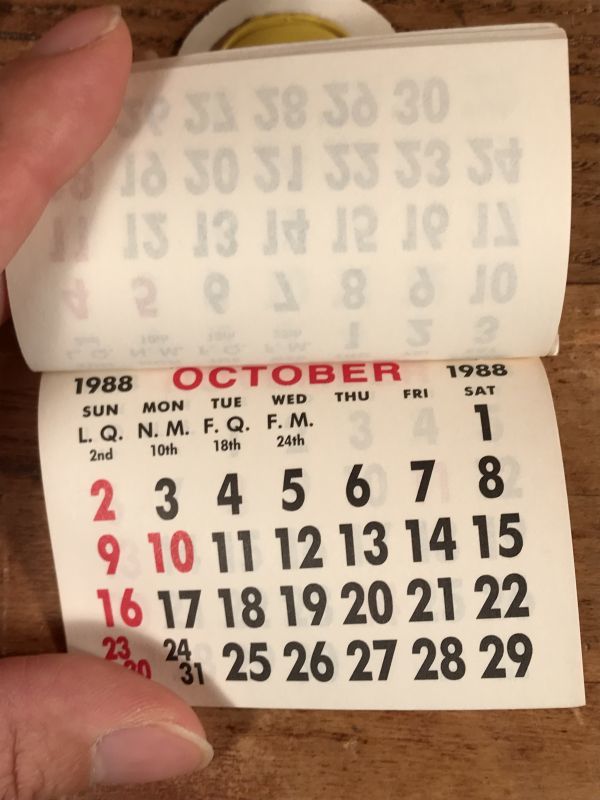 1988 OCTOBER 1988
SUN MON TUE WED THU FRI SAT
L. Q. N. M. F. Q. F. M. 1
2nd 10th 18th 24th
2 3 4 5 6 7 8
9 10 11 12 13 14 15
16 17 18 19 20 21 22
23 24 25 26 27 28 29
30 31